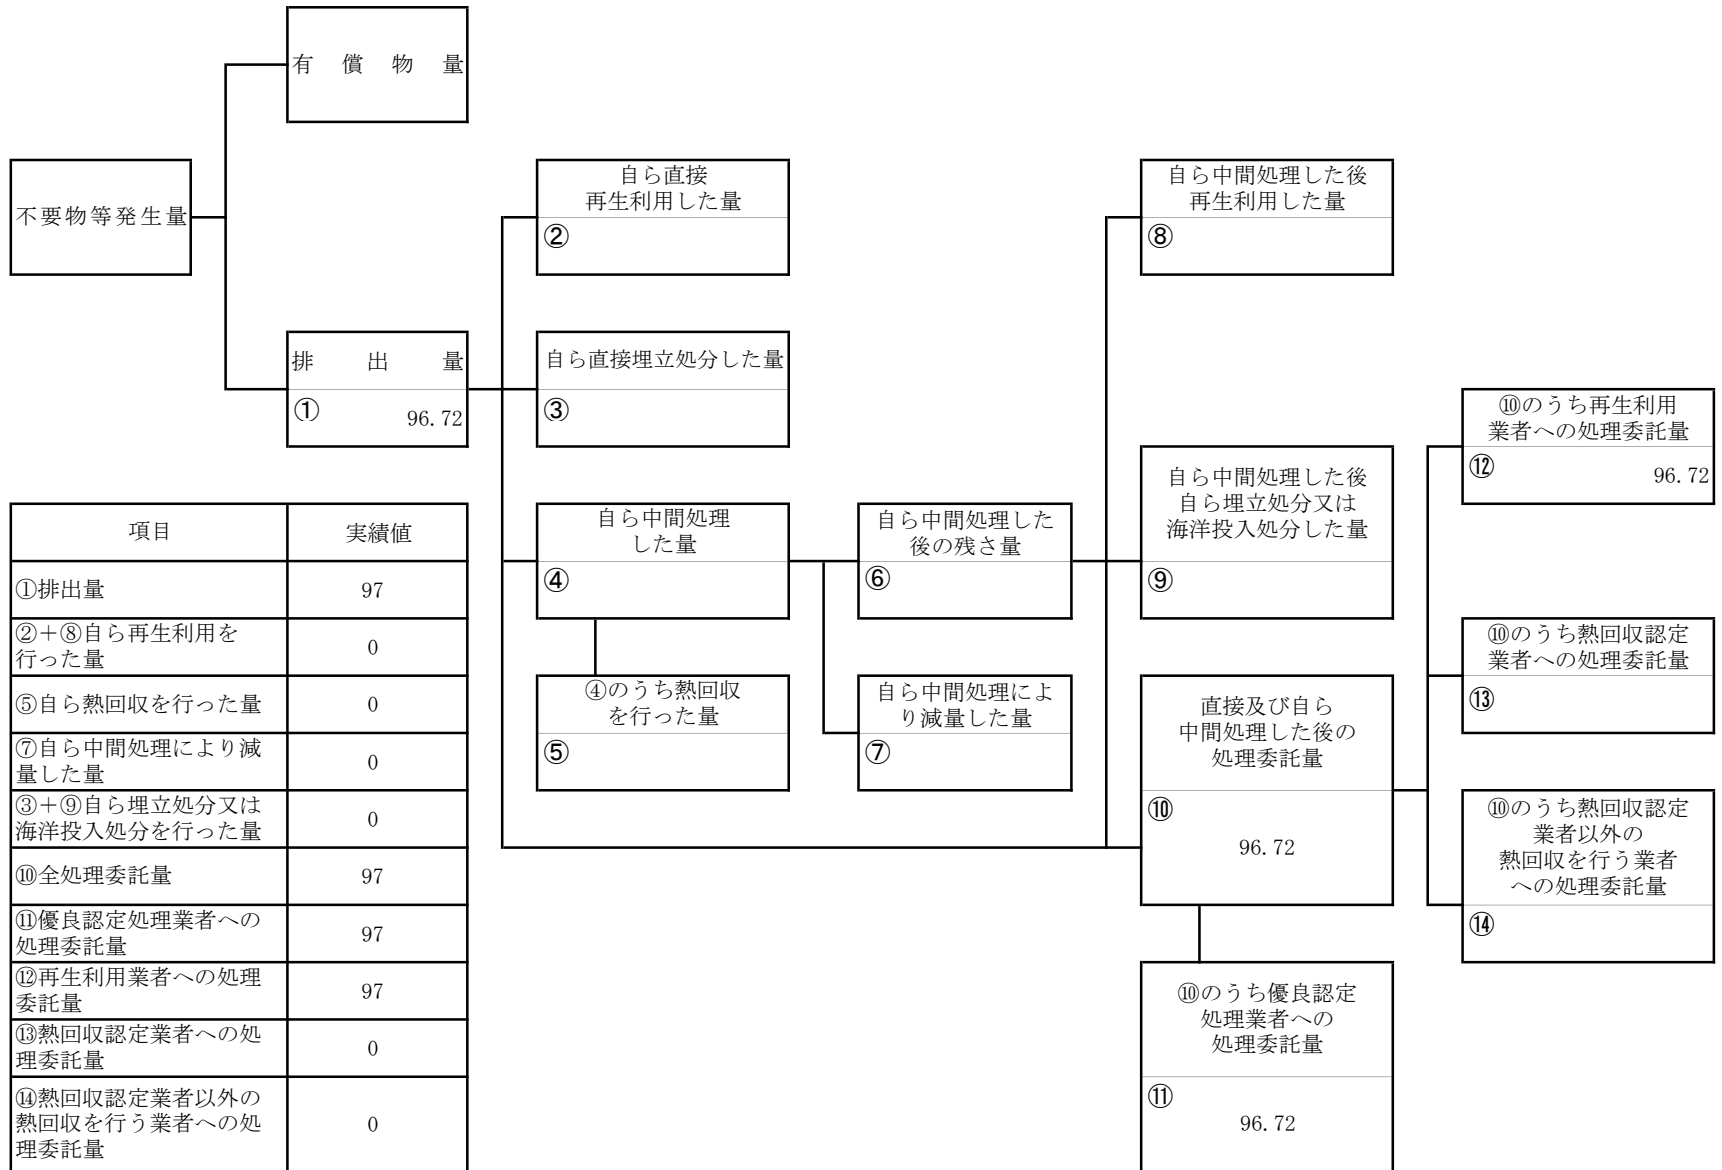 有償物量
不要物等発生量
排出量
①
96.72
自ら直接
再生利用した量
②
自ら直接埋立処分した量
③
自ら中間処理
した量
④
④のうち熱回収
を行った量
⑤
自ら中間処理した
後の残さ量
⑥
自ら中間処理によ
り減量した量
⑦
自ら中間処理した後
再生利用した量
⑧
自ら中間処理した後
自ら埋立処分又は
海洋投入処分した量
⑨
直接及び自ら
中間処理した後の
処理委託量
⑩
96.72
⑩のうち優良認定
処理業者への
処理委託量
⑪
96.72
⑩のうち再生利用
業者への処理委託量
⑫
96.72
⑩のうち熱回収認定
業者への処理委託量
⑬
⑩のうち熱回収認定
業者以外の
熱回収を行う業者
への処理委託量
⑭
項目 実績値
①排出量 97
②+⑧自ら再生利用を
行った量 0
⑤自ら熱回収を行った量 0
⑦自ら中間処理により減
量した量 0
③+⑨自ら埋立処分又は
海洋投入処分を行った量 0
⑩全処理委託量 97
⑪優良認定処理業者への
処理委託量 97
⑫再生利用業者への処理
委託量 97
⑬熱回収認定業者への処
理委託量 0
⑭熱回収認定業者以外の
熱回収を行う業者への処
理委託量 0